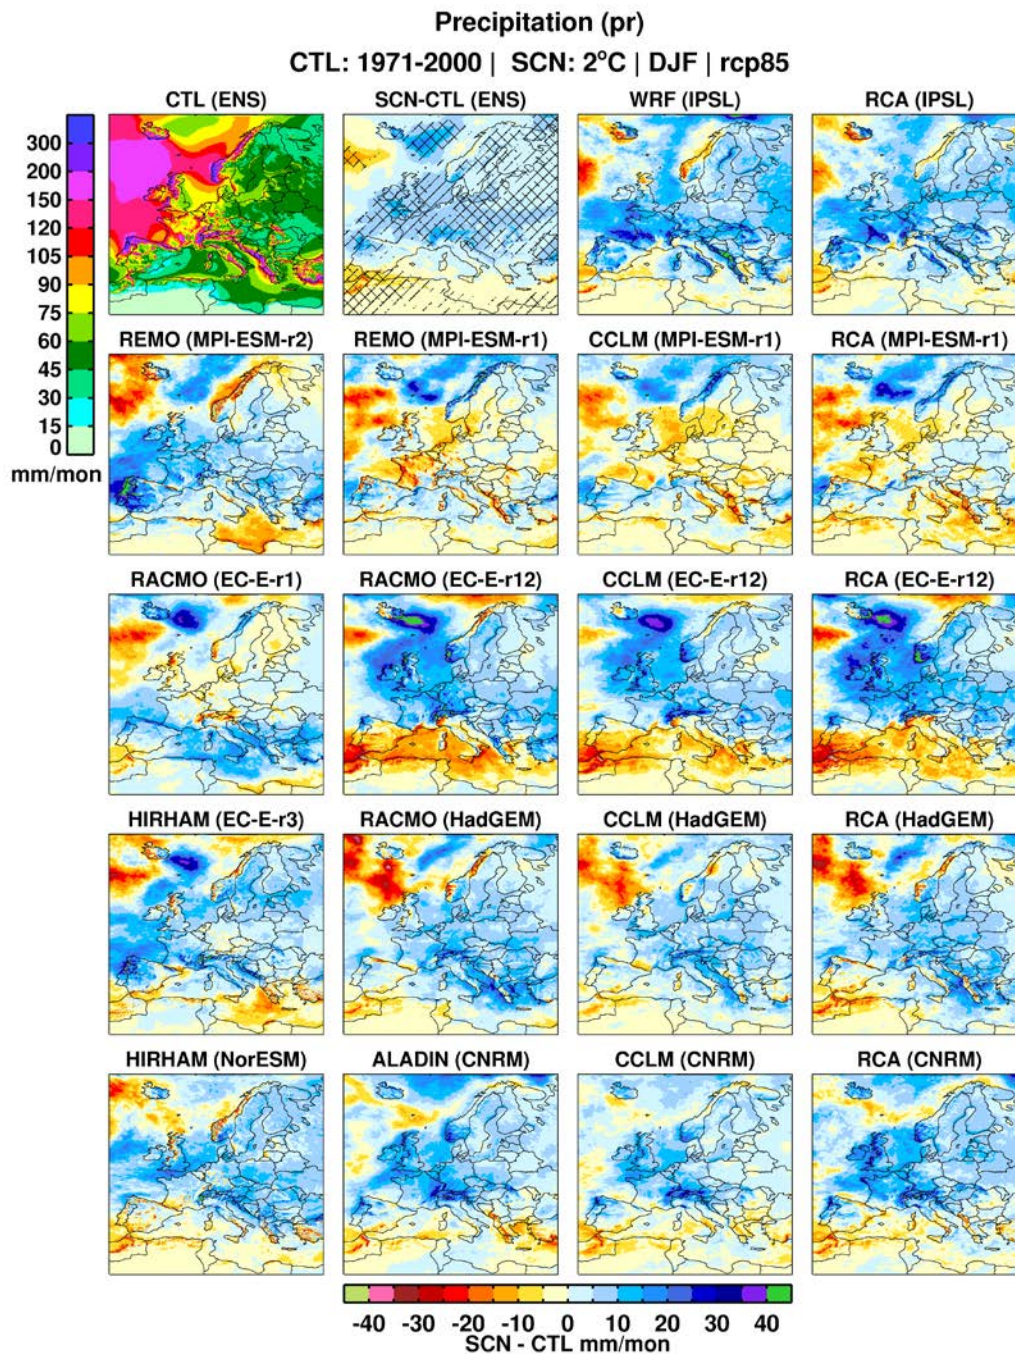 Precipitation (pr)
CTL: 1971-2000 | SCN: 2°C | DJF | rcp85
CTL (ENS) SCN-CTL (ENS) WRF (IPSL) RCA (IPSL)
300
200
150
120
105
90
75
60
45
30
15
0
mm/mon
REMO (MPI-ESM-r2) REMO (MPI-ESM-r1) CCLM (MPI-ESM-r1) RCA (MPI-ESM-r1)
RACMO (EC-E-r1) RACMO (EC-E-r12) CCLM (EC-E-r12) RCA (EC-E-r12)
HIRHAM (EC-E-r3) RACMO (HadGEM) CCLM (HadGEM) RCA (HadGEM)
HIRHAM (NorESM) ALADIN (CNRM) CCLM (CNRM) RCA (CNRM)
-40 -30 -20 -10 0 10 20 30 40
SCN - CTL mm/mon